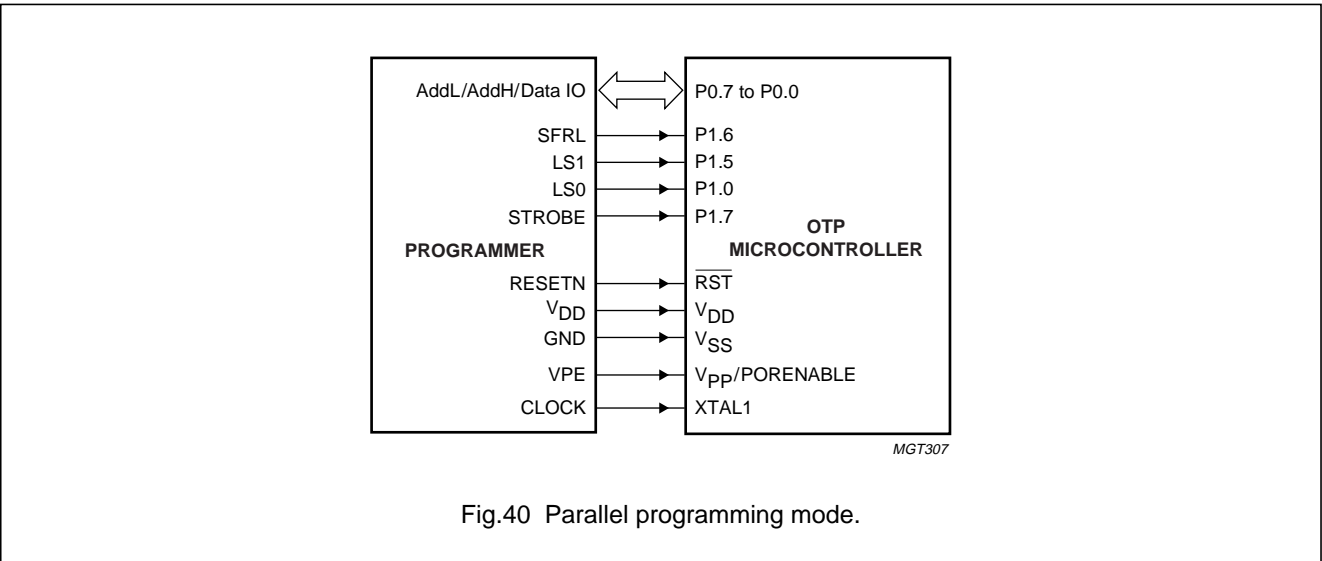 AddL/AddH/Data IO P0.7 to P0.0
SFRL P1.6
LS1 P1.5
LS0 P1.0
STROBE P1.7
OTP
PROGRAMMER MICROCONTROLLER
RESETN RST
VDD VDD
GND VSS
VPE VPP/PORENABLE
CLOCK XTAL1
MGT307
Fig.40 Parallel programming mode.